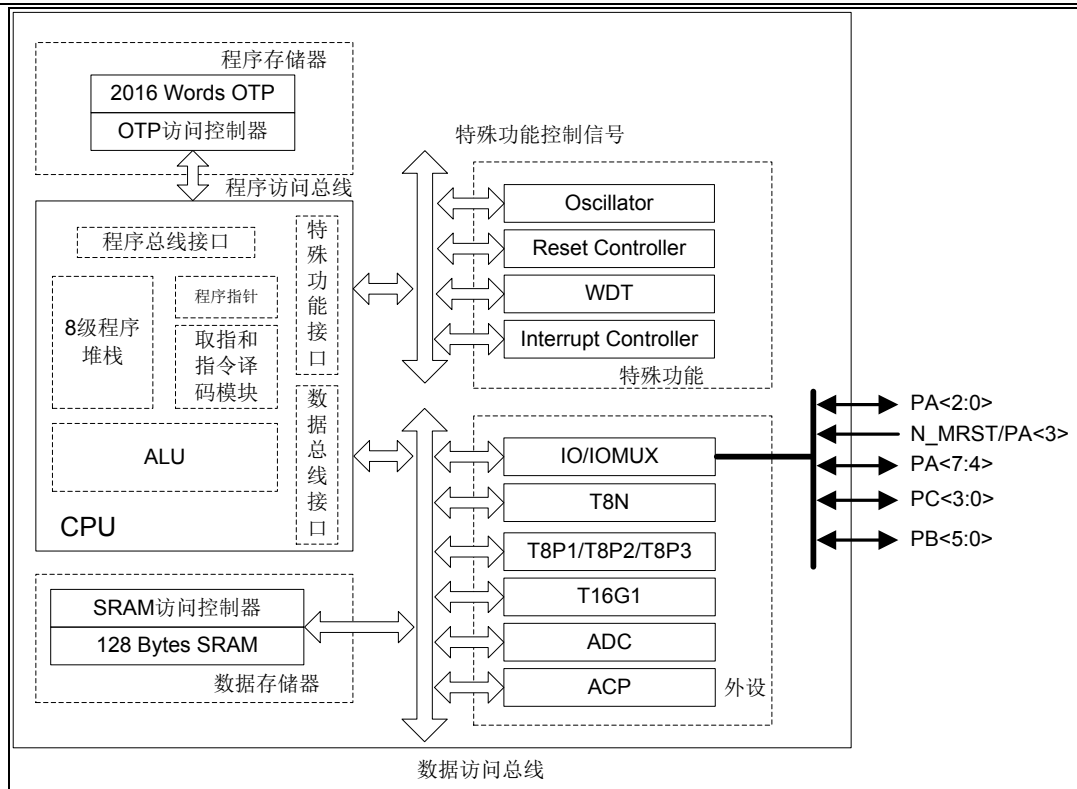 程序存储器
2016 Words OTP
OTP访问控制器
程序访问总线
程序总线接口
8级程序
堆栈
程序指针
取指和
指令译
码模块
特殊功能接口
数据总线接口
ALU
CPU
SRAM访问控制器
128 Bytes SRAM
数据存储器
特殊功能控制信号
Oscillator
Reset Controller
WDT
Interrupt Controller
特殊功能
IO/IOMUX
T8N
T8P1/T8P2/T8P3
T16G1
ADC
ACP
外设
数据访问总线
PA<2:0>
N_MRST/PA<3>
PA<7:4>
PC<3:0>
PB<5:0>